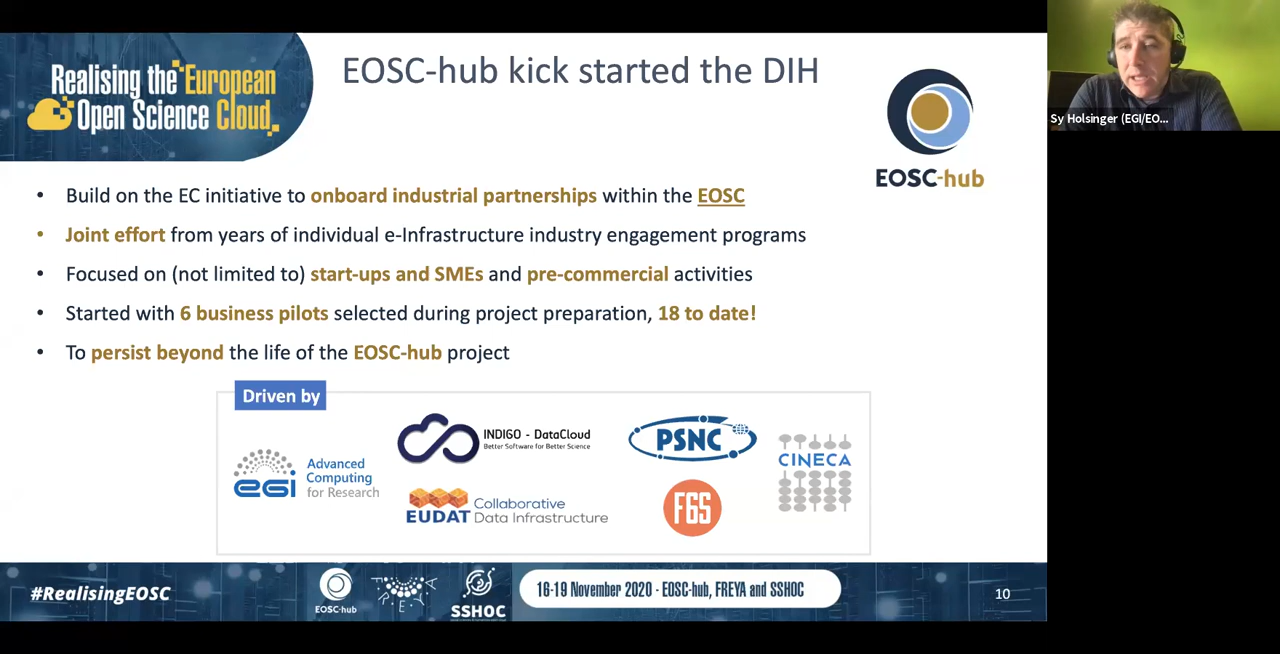 Realising the European
Open Science Cloud
EOSC-hub kick started the DIH
EOSC-hub
Sy Holsinger (EGI/EO...
• Build on the EC initiative to onboard industrial partnerships within the EOSC
• Joint effort from years of individual e-Infrastructure industry engagement programs
• Focused on (not limited to) start-ups and SMEs and pre-commercial activities
• Started with 6 business pilots selected during project preparation, 18 to date!
• To persist beyond the life of the EOSC-hub project
Driven by
egi
Advanced
Computing
for Research
INDIGO - DataCloud
Better Software for Better Science
EUDAT
Collaborative
Data Infrastructure
PSNC
F6S
CINECA
#RealisingEOSC
EOSC-hub
FREYA
SSHOC
16-19 November 2020 - EOSC-hub, FREYA and SSHOC
10